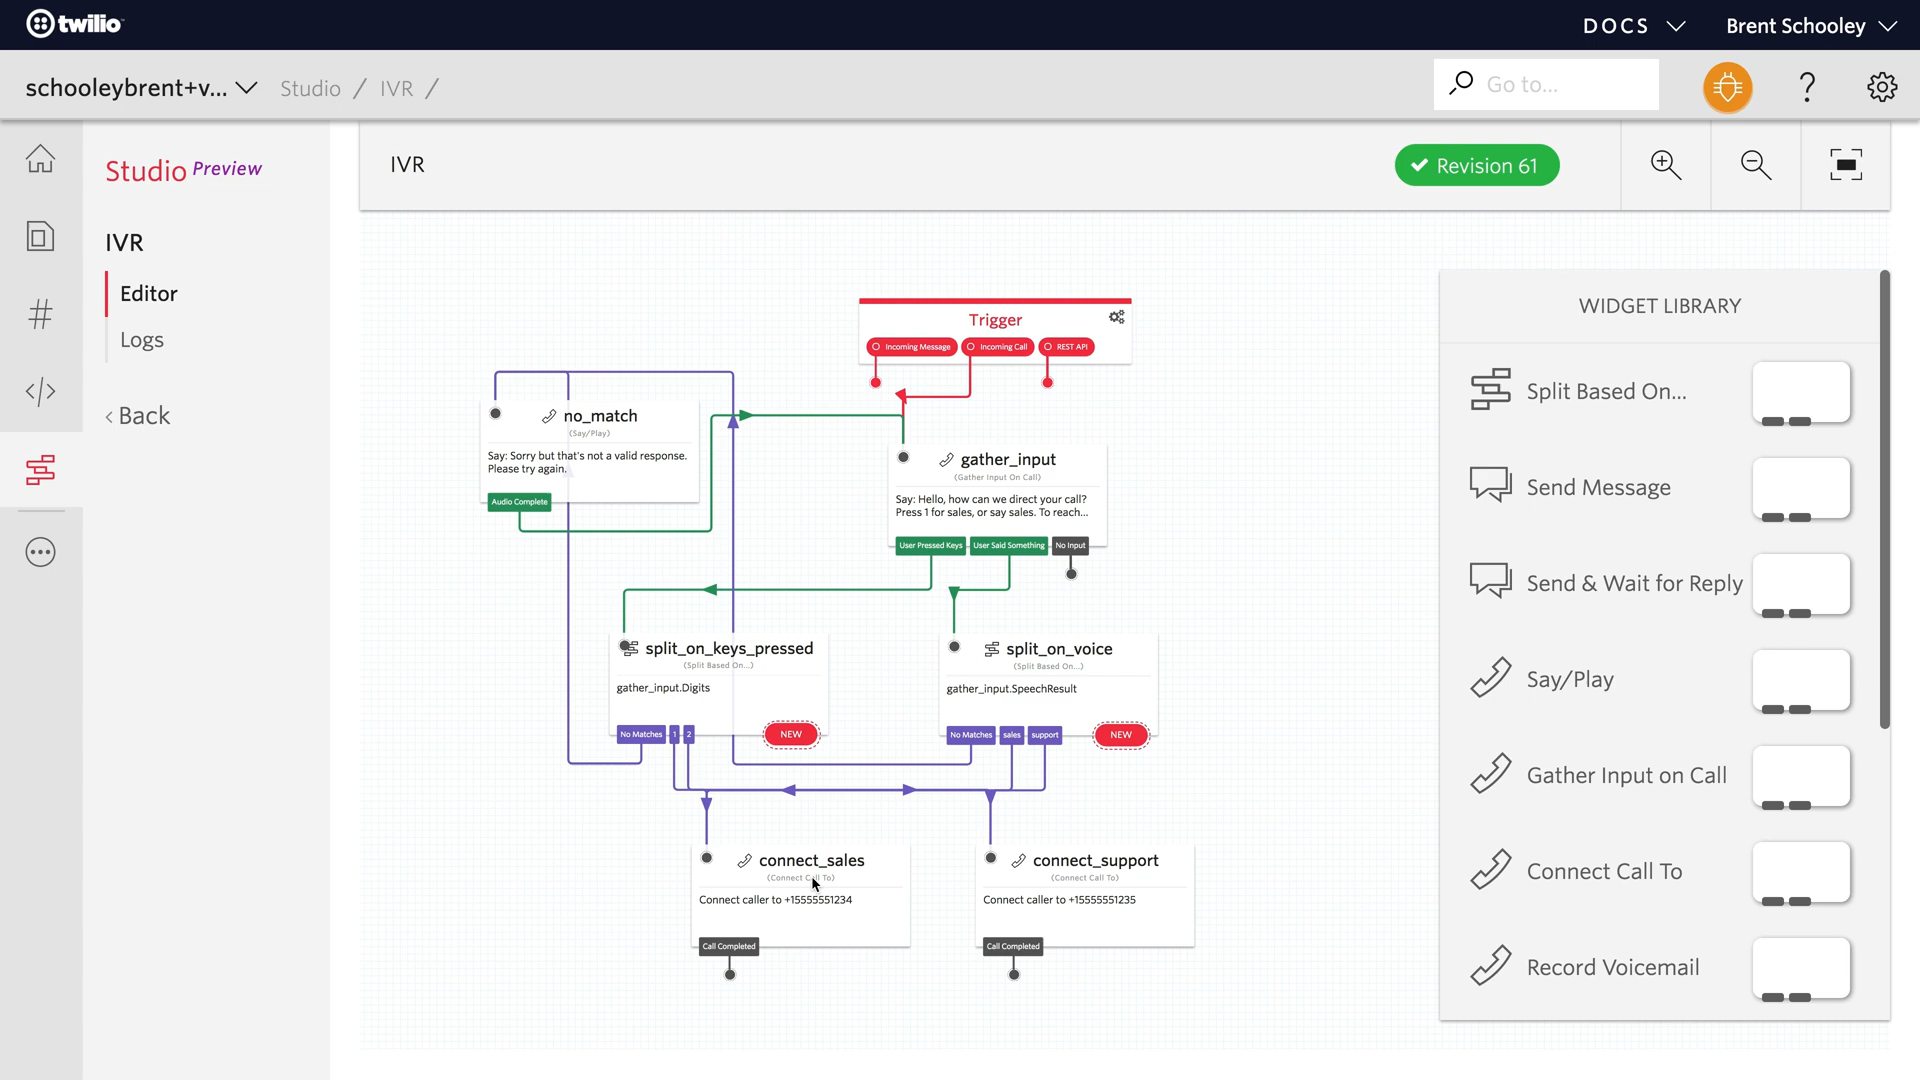 twilio
DOCS
Brent Schooley
schooleybrent+v...
Studio / IVR /
Go to...
?
Studio Preview
IVR
Editor
Logs
‹ Back
IVR
Revision 61
Trigger
Incoming Message
Incoming Call
REST API
no_match
(Say/Play)
Say: Sorry but that's not a valid response.
Please try again.
Audio Complete
gather_input
(Gather Input On Call)
Say: Hello, how can we direct your call?
Press 1 for sales, or say sales. To reach...
User Pressed Keys
User Said Something
No Input
split_on_keys_pressed
(Split Based On...)
gather_input.Digits
No Matches
1
2
NEW
split_on_voice
(Split Based On...)
gather_input.SpeechResult
No Matches
sales
support
NEW
connect_sales
(Connect Call To)
Connect caller to +15555551234
Call Completed
connect_support
(Connect Call To)
Connect caller to +15555551235
Call Completed
WIDGET LIBRARY
Split Based On...
Send Message
Send & Wait for Reply
Say/Play
Gather Input on Call
Connect Call To
Record Voicemail